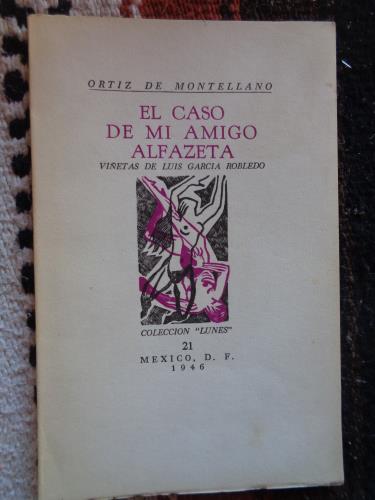 ORTIZ DE MONTELLANO
EL CASO
DE MI AMIGO
ALFAZETA
VIÑETAS DE LUIS GARCIA ROBLEDO
COLECCION "LUNES"
21
MEXICO, D. F.
1946